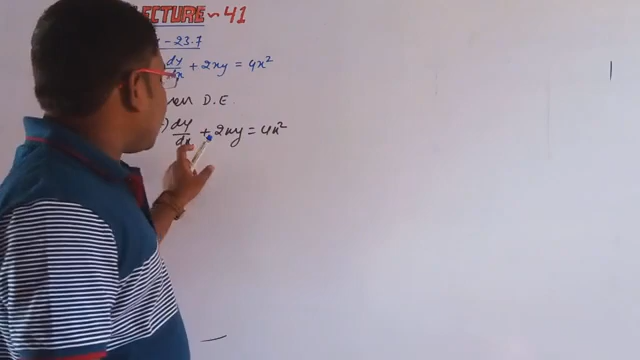 LECTURE ~ 41
- 23.7
dy/dx + 2xy = 4x²
D.E.
) dy/dx + 2xy = 4x²